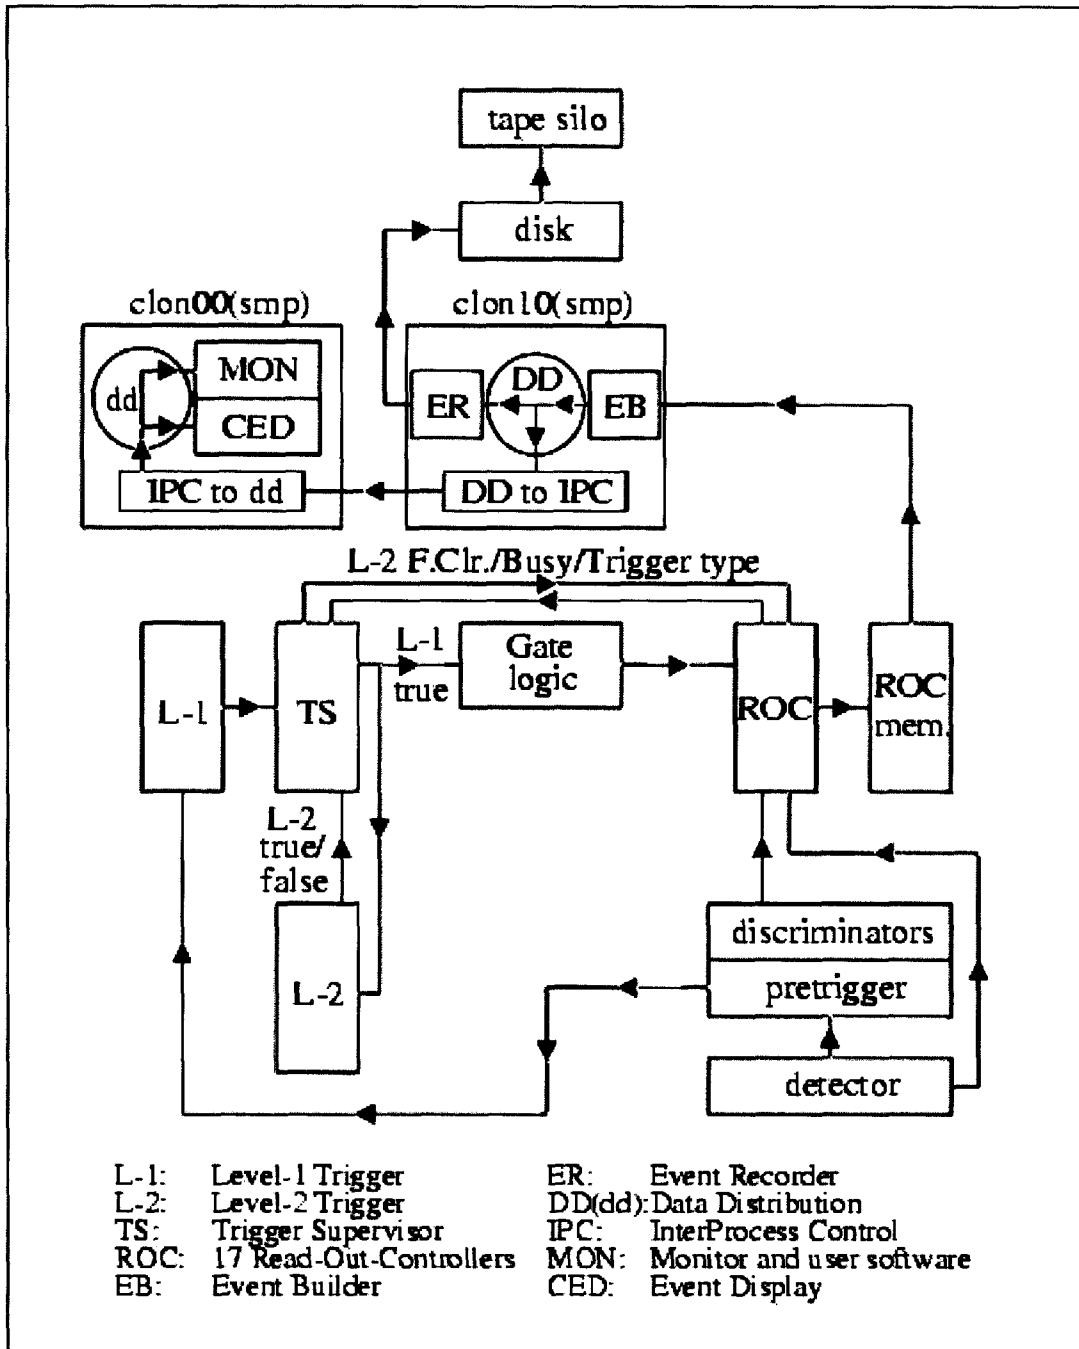 tape silo
disk
clon00(smp)
clon10(smp)
MON
dd
CED
IPC to dd
ER
DD
EB
DD to IPC
L-2 F.Clr./Busy/Trigger type
L-1
TS
L-1
true
Gate
logic
ROC
ROC
mem.
L-2
true/
false
L-2
discriminators
pretrigger
detector
L-1: Level-1 Trigger
L-2: Level-2 Trigger
TS: Trigger Supervisor
ROC: 17 Read-Out-Controllers
EB: Event Builder
ER: Event Recorder
DD(dd): Data Distribution
IPC: InterProcess Control
MON: Monitor and user software
CED: Event Display